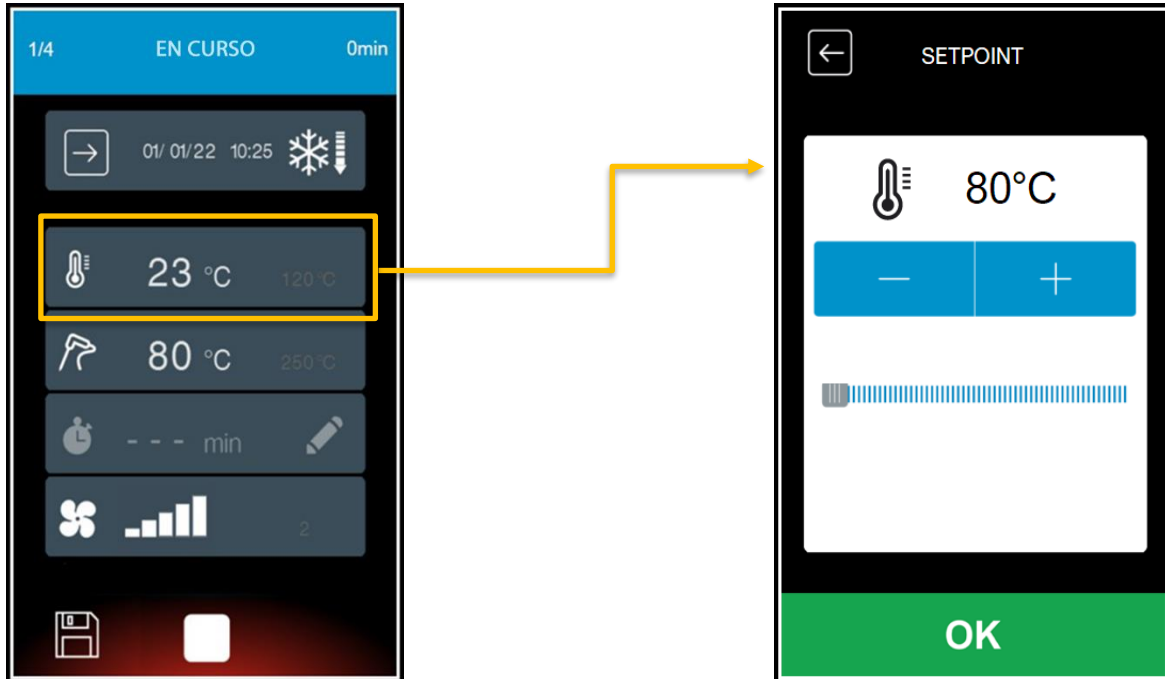 1/4 EN CURSO 0min
01/ 01/22 10:25
23 °C 120 °C
80 °C 250 °C
- - - min
2
SETPOINT
80°C
− +
OK